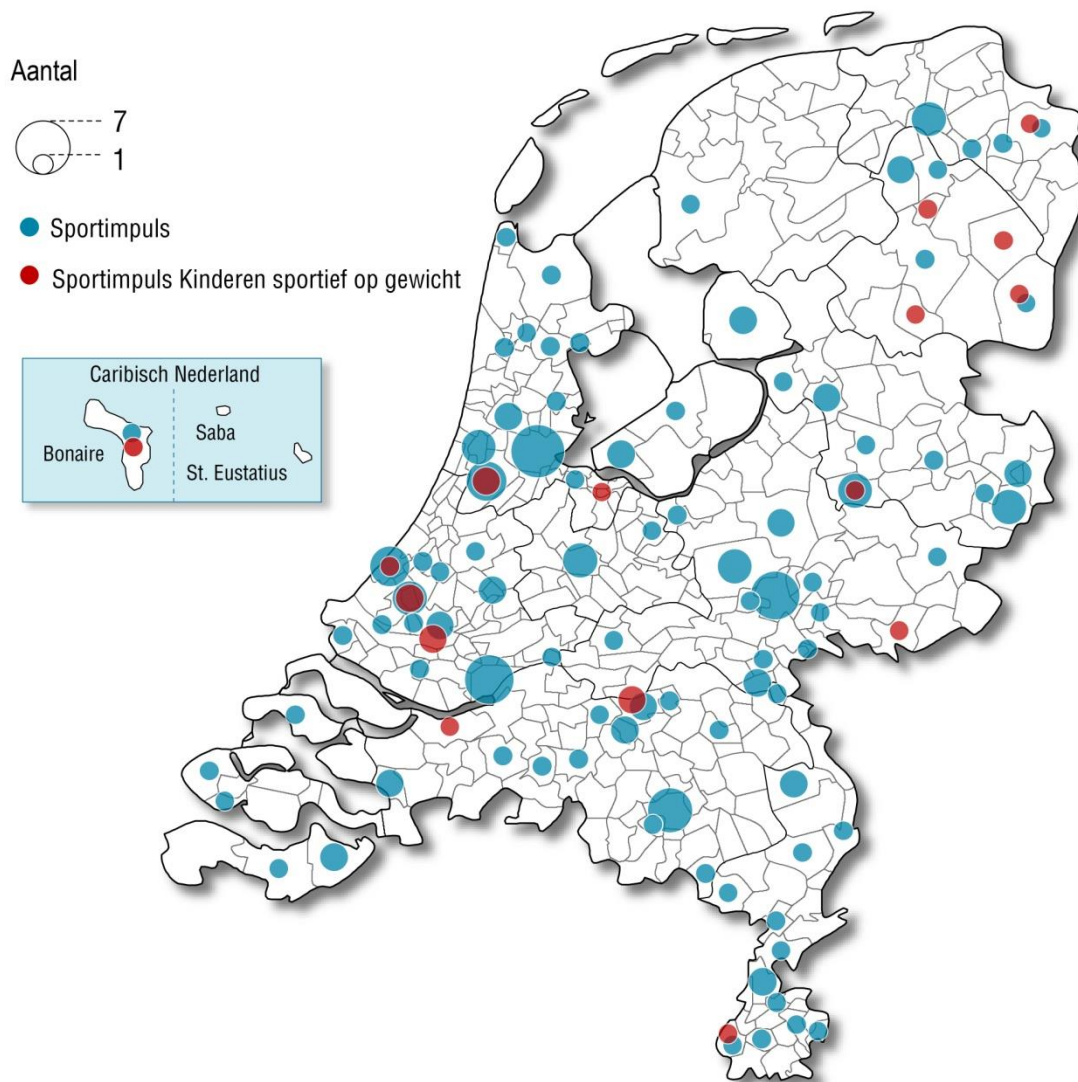 Aantal
7
1
Sportimpuls
Sportimpuls Kinderen sportief op gewicht
Caribisch Nederland
Bonaire
Saba
St. Eustatius